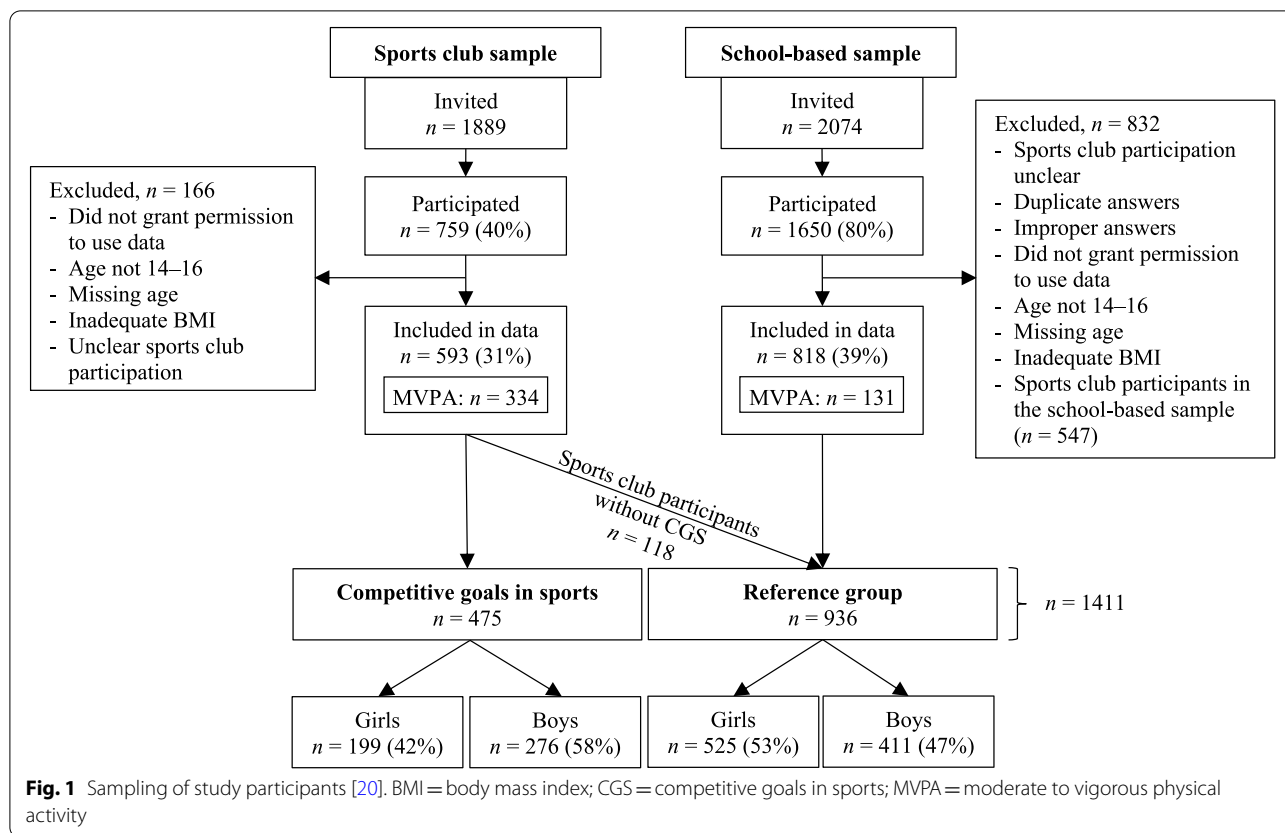 Sports club sample
School-based sample
Invited
n = 1889
Invited
n = 2074
Excluded, n = 832
- Sports club participation
unclear
- Duplicate answers
- Improper answers
- Did not grant permission
to use data
- Age not 14–16
- Missing age
- Inadequate BMI
- Sports club participants in
the school-based sample
(n = 547)
Excluded, n = 166
- Did not grant permission
to use data
- Age not 14–16
- Missing age
- Inadequate BMI
- Unclear sports club
participation
Participated
n = 759 (40%)
Participated
n = 1650 (80%)
Included in data
n = 593 (31%)
MVPA: n = 334
Included in data
n = 818 (39%)
MVPA: n = 131
Sports club participants
without CGS
n = 118
Competitive goals in sports
n = 475
Reference group
n = 936
n = 1411
Girls
n = 199 (42%)
Boys
n = 276 (58%)
Girls
n = 525 (53%)
Boys
n = 411 (47%)
Fig. 1 Sampling of study participants [20]. BMI = body mass index; CGS = competitive goals in sports; MVPA = moderate to vigorous physical
activity